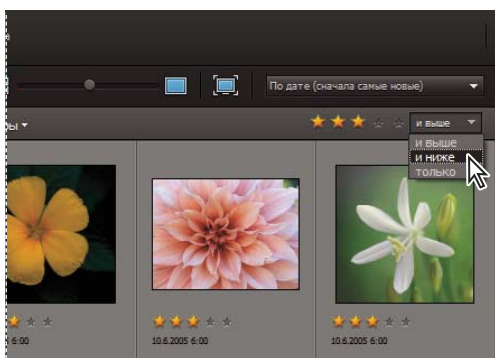 По дате (сначала самые новые)
ры
и выше
и выше
и ниже
только
6:00
10.6.2005 6:00
10.6.2005 6:00